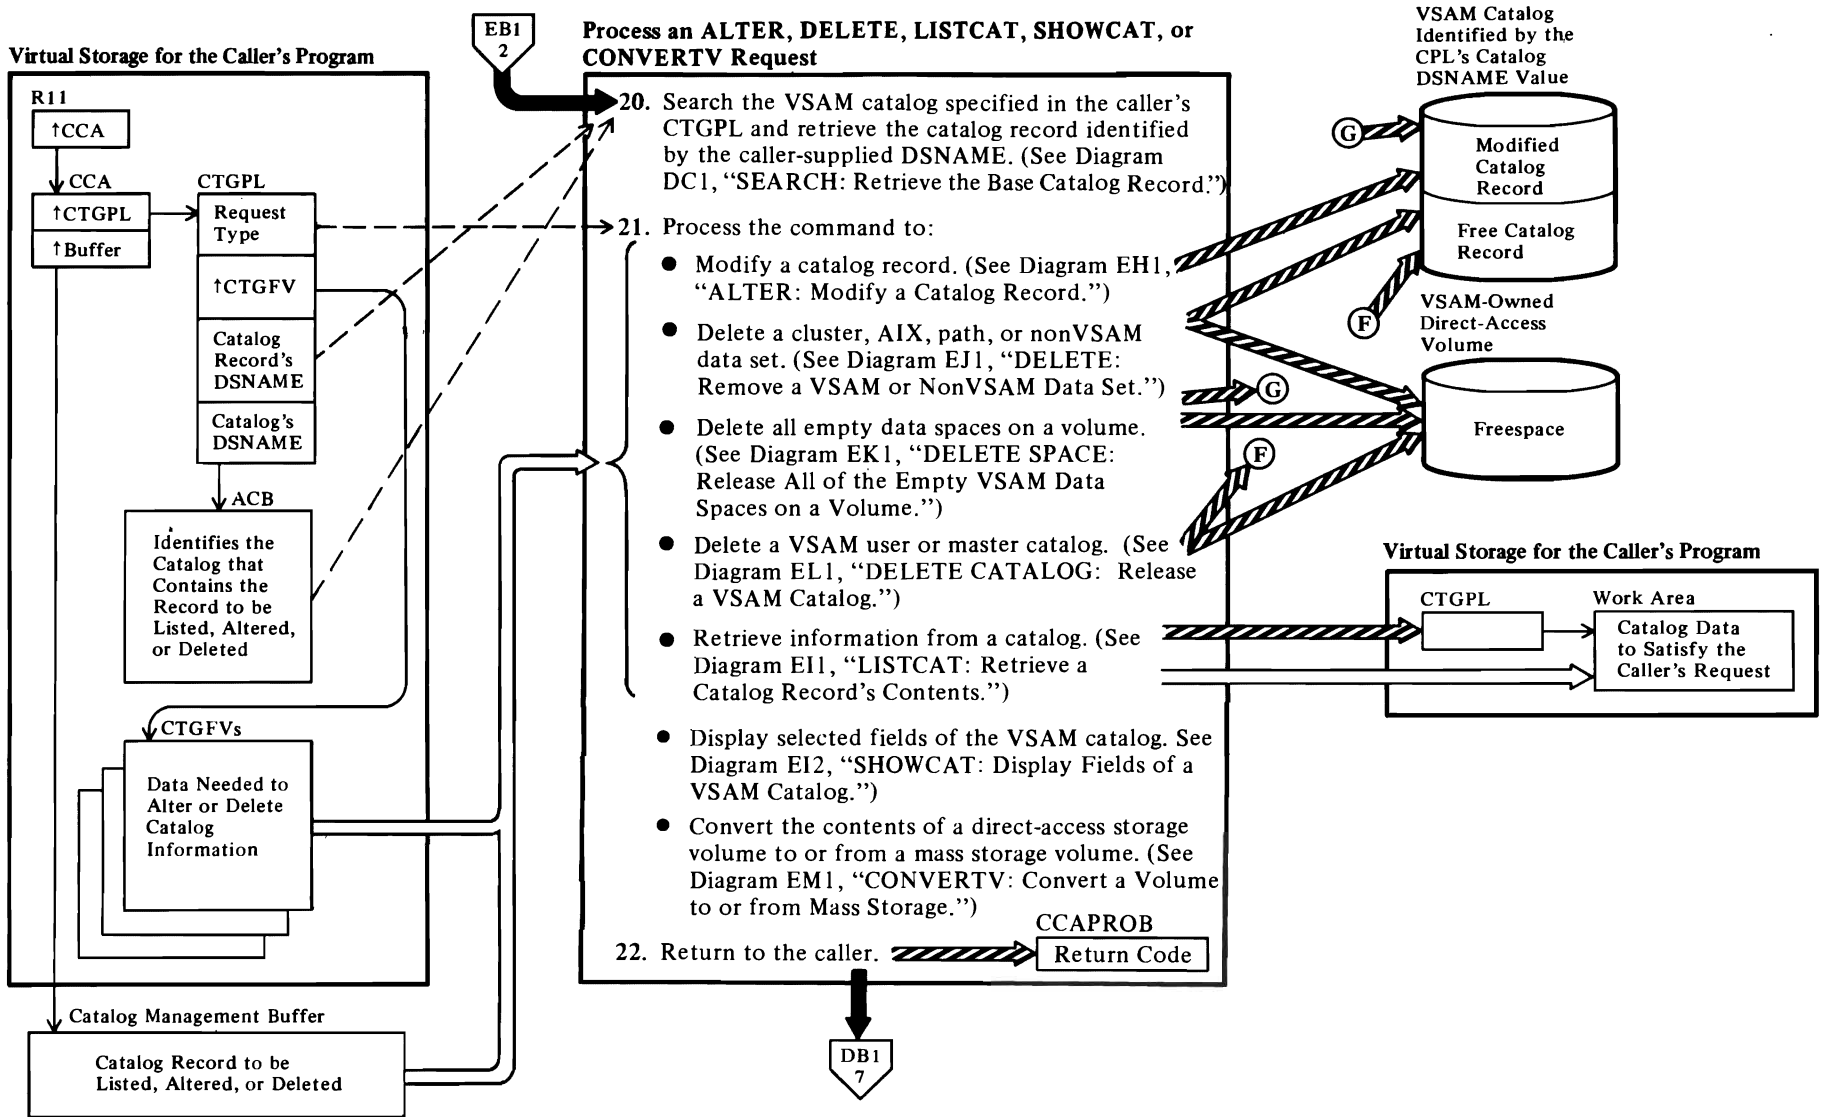 Virtual Storage for the Caller's Program
R11
↑CCA
CCA
↑CTGPL
↑Buffer
CTGPL
Request
Type
↑CTGFV
Catalog
Record's
DSNAME
Catalog's
DSNAME
ACB
Identifies the
Catalog that
Contains the
Record to be
Listed, Altered,
or Deleted
CTGFVs
Data Needed to
Alter or Delete
Catalog
Information
Catalog Management Buffer
Catalog Record to be
Listed, Altered, or Deleted
EB1
2
Process an ALTER, DELETE, LISTCAT, SHOWCAT, or
CONVERTV Request
20. Search the VSAM catalog specified in the caller's
CTGPL and retrieve the catalog record identified
by the caller-supplied DSNAME. (See Diagram
DC1, “SEARCH: Retrieve the Base Catalog Record.”)
21. Process the command to:
● Modify a catalog record. (See Diagram EH1,
“ALTER: Modify a Catalog Record.”)
● Delete a cluster, AIX, path, or nonVSAM
data set. (See Diagram EJ1, “DELETE:
Remove a VSAM or NonVSAM Data Set.”)
● Delete all empty data spaces on a volume.
(See Diagram EK1, “DELETE SPACE:
Release All of the Empty VSAM Data
Spaces on a Volume.”)
● Delete a VSAM user or master catalog. (See
Diagram EL1, “DELETE CATALOG: Release
a VSAM Catalog.”)
● Retrieve information from a catalog. (See
Diagram EI1, “LISTCAT: Retrieve a
Catalog Record's Contents.”)
● Display selected fields of the VSAM catalog. See
Diagram EI2, “SHOWCAT: Display Fields of a
VSAM Catalog.”)
● Convert the contents of a direct-access storage
volume to or from a mass storage volume. (See
Diagram EM1, “CONVERTV: Convert a Volume
to or from Mass Storage.”)
22. Return to the caller.
CCAPROB
Return Code
DB1
7
G
F
VSAM Catalog
Identified by the
CPL's Catalog
DSNAME Value
G
Modified
Catalog
Record
Free Catalog
Record
F
VSAM-Owned
Direct-Access
Volume
Freespace
Virtual Storage for the Caller's Program
CTGPL
Work Area
Catalog Data
to Satisfy the
Caller's Request